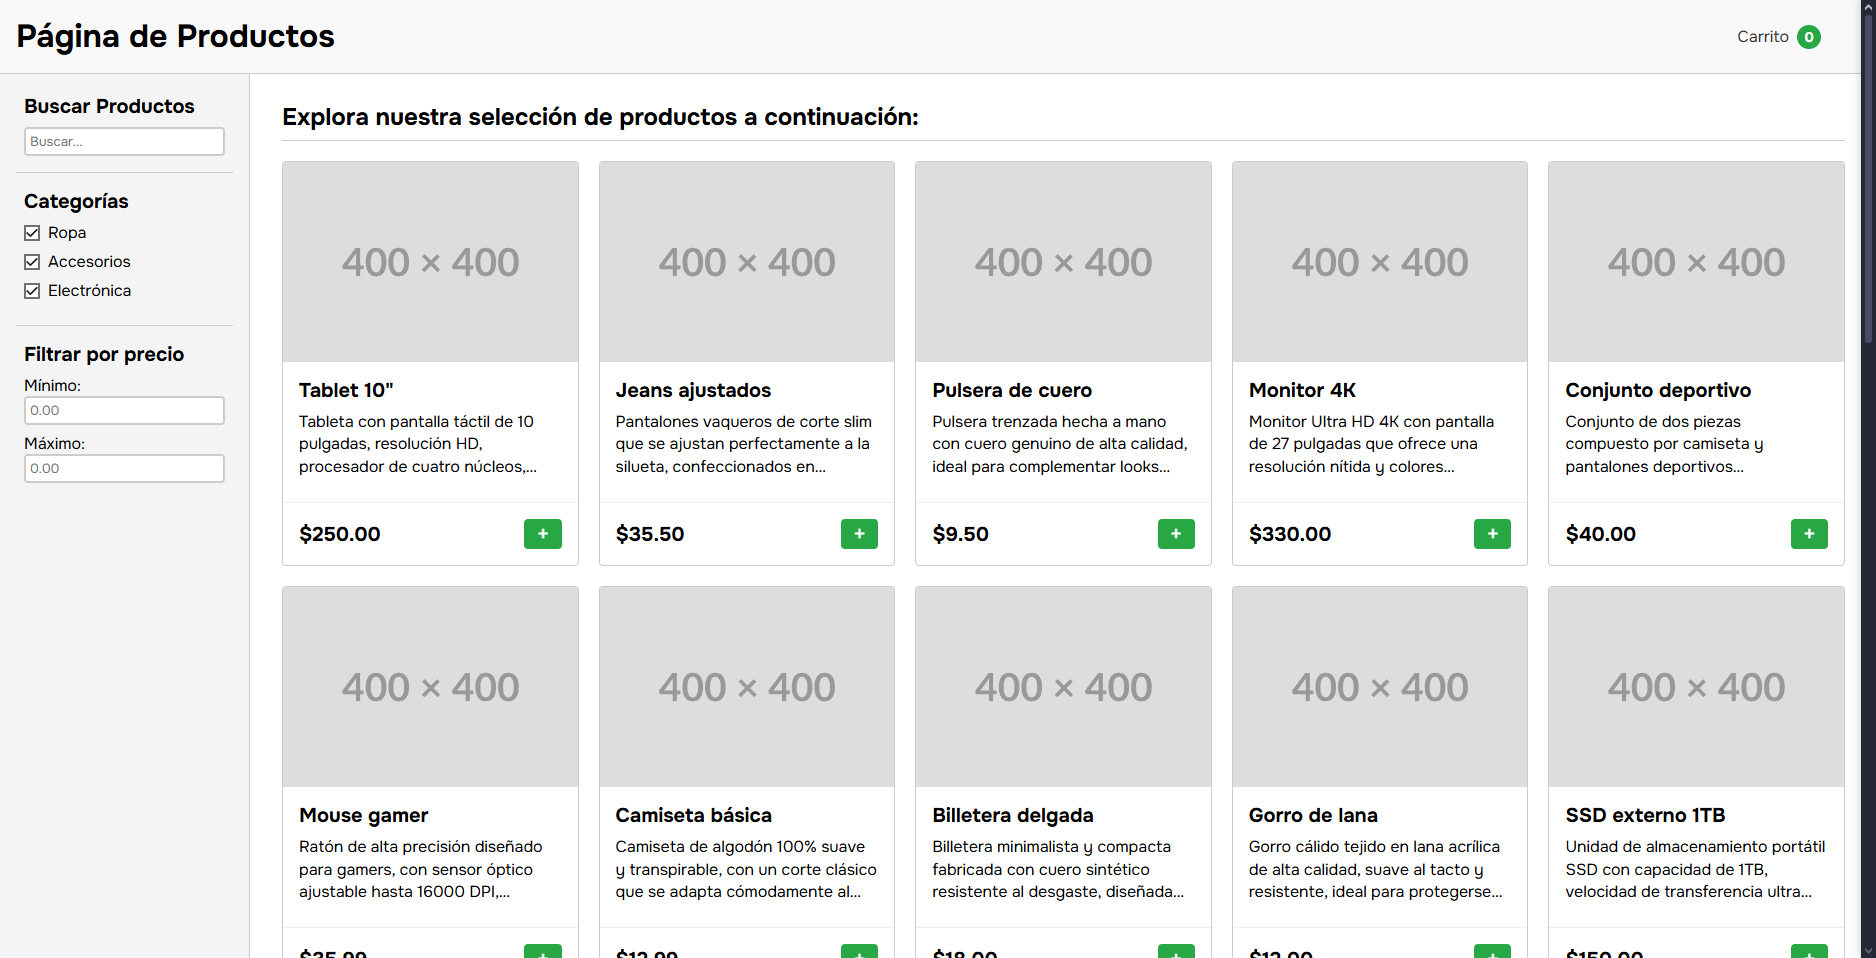 Página de Productos
Carrito 0
Buscar Productos
Buscar...
Categorías
Ropa
Accesorios
Electrónica
Filtrar por precio
Mínimo:
0.00
Máximo:
0.00
Explora nuestra selección de productos a continuación:
400 × 400
Tablet 10"
Tableta con pantalla táctil de 10
pulgadas, resolución HD,
procesador de cuatro núcleos,...
$250.00 +
400 × 400
Jeans ajustados
Pantalones vaqueros de corte slim
que se ajustan perfectamente a la
silueta, confeccionados en...
$35.50 +
400 × 400
Pulsera de cuero
Pulsera trenzada hecha a mano
con cuero genuino de alta calidad,
ideal para complementar looks...
$9.50 +
400 × 400
Monitor 4K
Monitor Ultra HD 4K con pantalla
de 27 pulgadas que ofrece una
resolución nítida y colores...
$330.00 +
400 × 400
Conjunto deportivo
Conjunto de dos piezas
compuesto por camiseta y
pantalones deportivos...
$40.00 +
400 × 400
Mouse gamer
Ratón de alta precisión diseñado
para gamers, con sensor óptico
ajustable hasta 16000 DPI,...
$35.99 +
400 × 400
Camiseta básica
Camiseta de algodón 100% suave
y transpirable, con un corte clásico
que se adapta cómodamente al...
$12.99 +
400 × 400
Billetera delgada
Billetera minimalista y compacta
fabricada con cuero sintético
resistente al desgaste, diseñada...
$18.00 +
400 × 400
Gorro de lana
Gorro cálido tejido en lana acrílica
de alta calidad, suave al tacto y
resistente, ideal para protegerse...
$12.00 +
400 × 400
SSD externo 1TB
Unidad de almacenamiento portátil
SSD con capacidad de 1TB,
velocidad de transferencia ultra...
$150.00 +